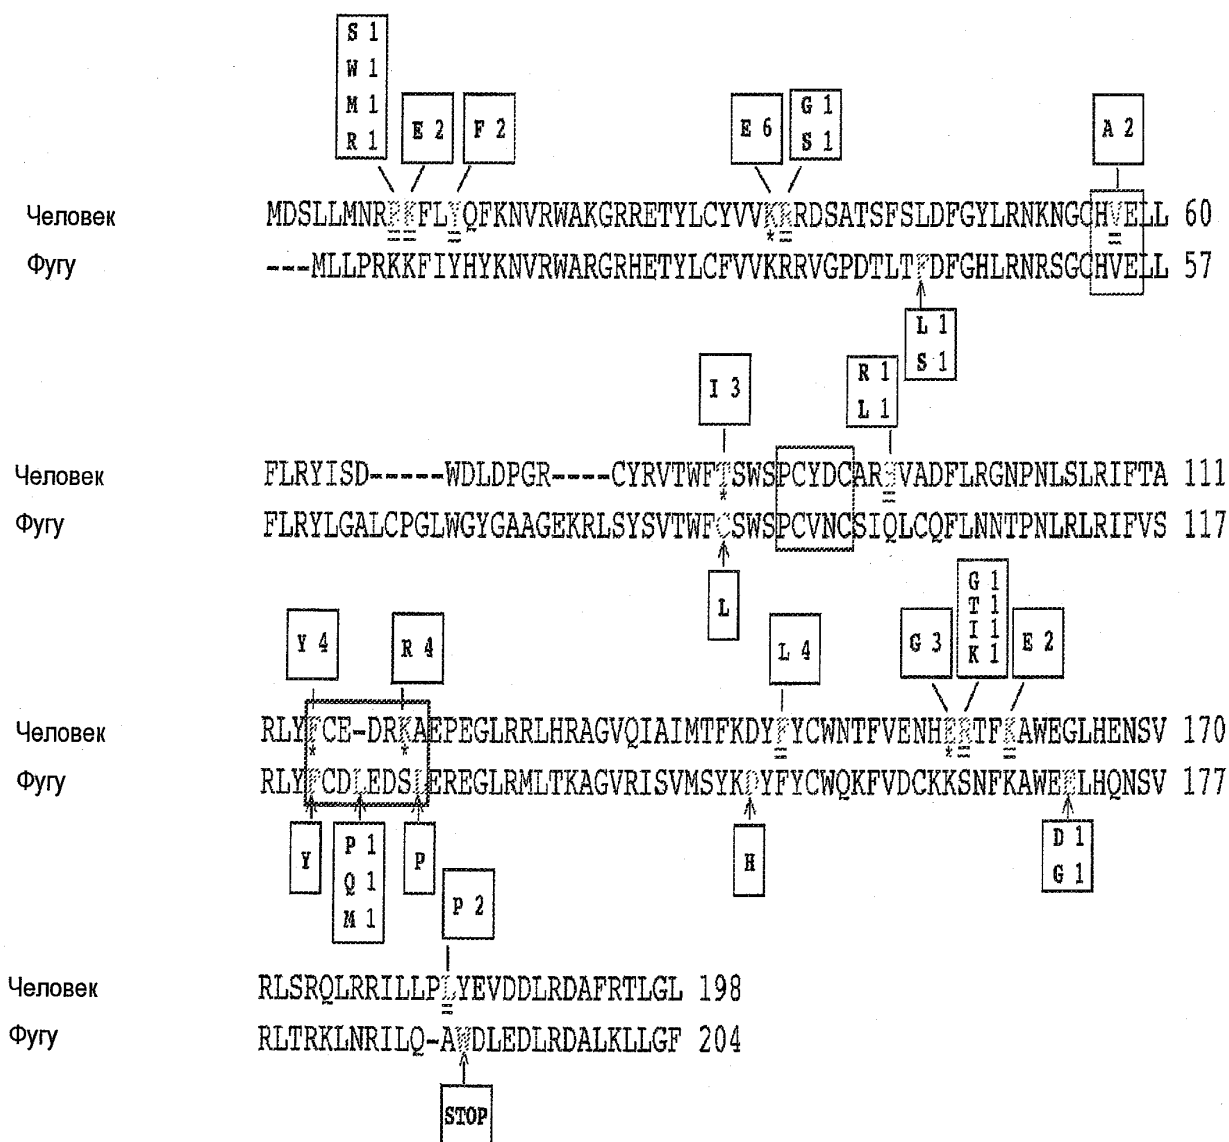 S 1
W 1
M 1
R 1
E 2
F 2
E 6
G 1
S 1
A 2
Человек MDSLLMNRRKFLYQFKNVRWAKGRRETYLCYVVKRRDSATSFSLDFGYLRNKNGCHVELL 60
= = = * = =
Фугу ---MLLPRKKFIYHYKNVRWARGRHETYLCFVVKRRVGPDTLTFDFGHLRNRSGCHVELL 57
L 1
S 1
I 3
R 1
L 1
Человек FLRYISD-----WDLDPGR----CYRVTWFTSWSPCYDCARHVADFLRGNPNLSLRIFTA 111
* =
Фугу FLRYLGALCPGLWGYGAAGEKRLSYSVTWFCSWSPCVNCSIQLCQFLNNTPNLRLRIFVS 117
L
Y 4
R 4
L 4
G 3
G 1
T 1
I 1
K 1
E 2
Человек RLYFCE-DRKAEPEGLRRLHRAGVQIAIMTFKDYFYCWNTFVENHERTFKAWEGLHENSV 170
* * = * = =
Фугу RLYFCDLEDSLEREGLRMLTKAGVRISVMSYKDYFYCWQKFVDCKKSNFKAWEELHQNSV 177
Y
P 1
Q 1
M 1
P
H
D 1
G 1
P 2
Человек RLSRQLRRILLPLYEVDDLRDAFRTLGL 198
=
Фугу RLTRKLNRILQ-AWDLEDLRDALKLLGF 204
STOP